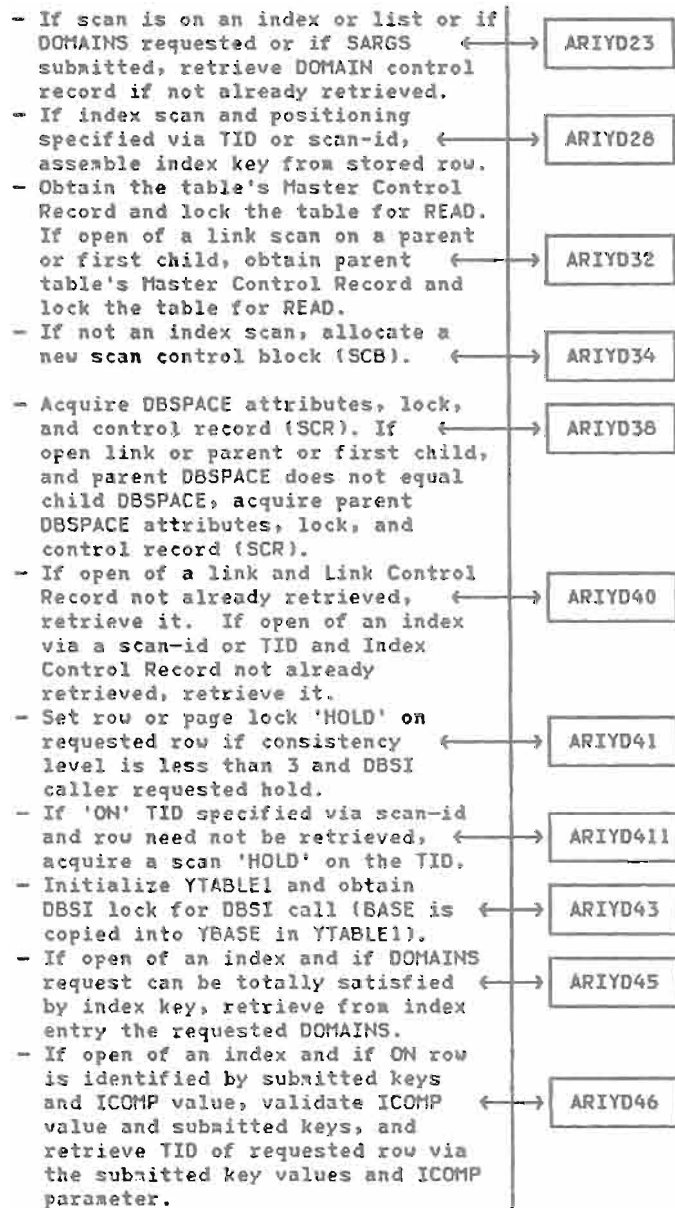 - If scan is on an index or list or if
DOMAINS requested or if SARGS
submitted, retrieve DOMAIN control
record if not already retrieved.
ARIYD23
- If index scan and positioning
specified via TID or scan-id,
assemble index key from stored row.
ARIYD28
- Obtain the table's Master Control
Record and lock the table for READ.
If open of a link scan on a parent
or first child, obtain parent
table's Master Control Record and
lock the table for READ.
ARIYD32
- If not an index scan, allocate a
new scan control block (SCB).
ARIYD34
- Acquire DBSPACE attributes, lock,
and control record (SCR). If
open link or parent or first child,
and parent DBSPACE does not equal
child DBSPACE, acquire parent
DBSPACE attributes, lock, and
control record (SCR).
ARIYD38
- If open of a link and Link Control
Record not already retrieved,
retrieve it. If open of an index
via a scan-id or TID and Index
Control Record not already
retrieved, retrieve it.
ARIYD40
- Set row or page lock 'HOLD' on
requested row if consistency
level is less than 3 and DBSI
caller requested hold.
ARIYD41
- If 'ON' TID specified via scan-id
and row need not be retrieved,
acquire a scan 'HOLD' on the TID.
ARIYD411
- Initialize YTABLE1 and obtain
DBSI lock for DBSI call (BASE is
copied into YBASE in YTABLE1).
ARIYD43
- If open of an index and if DOMAINS
request can be totally satisfied
by index key, retrieve from index
entry the requested DOMAINS.
ARIYD45
- If open of an index and if ON row
is identified by submitted keys
and ICOMP value, validate ICOMP
value and submitted keys, and
retrieve TID of requested row via
the submitted key values and ICOMP
parameter.
ARIYD46